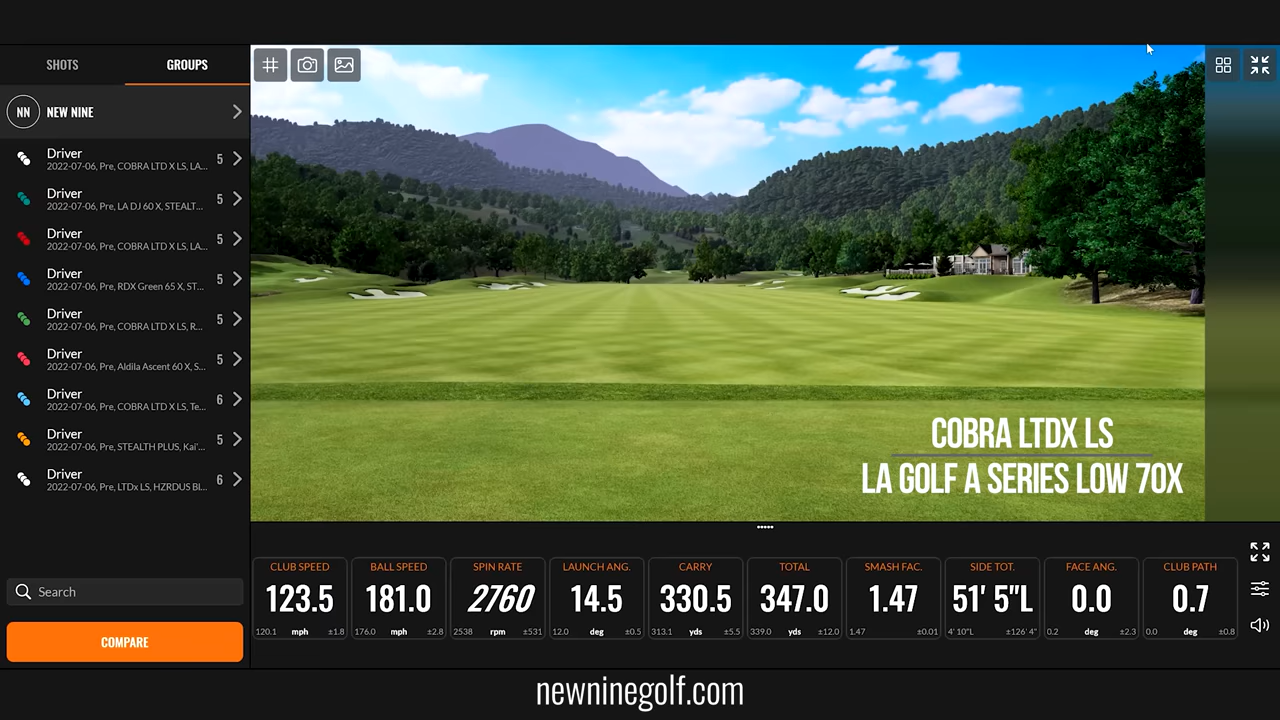 SHOTS
GROUPS
NN
NEW NINE
Driver
2022-07-06, Pre, COBRA LTD X LS, LA...
5
Driver
2022-07-06, Pre, LA DJ 60 X, STEALT...
5
Driver
2022-07-06, Pre, COBRA LTD X LS, LA...
5
Driver
2022-07-06, Pre, RDX Green 65 X, ST...
5
Driver
2022-07-06, Pre, COBRA LTD X LS, R...
5
Driver
2022-07-06, Pre, Aldila Ascent 60 X, S...
5
Driver
2022-07-06, Pre, COBRA LTD X LS, Te...
6
Driver
2022-07-06, Pre, STEALTH PLUS, Kai'...
5
Driver
2022-07-06, Pre, LTDx LS, HZRDUS Bl...
6
Search
COMPARE
COBRA LTDX LS
LA GOLF A SERIES LOW 70X
CLUB SPEED
123.5
120.1 mph ±1.8
BALL SPEED
181.0
176.0 mph ±2.8
SPIN RATE
2760
2538 rpm ±531
LAUNCH ANG.
14.5
12.0 deg ±0.5
CARRY
330.5
313.1 yds ±5.5
TOTAL
347.0
339.0 yds ±12.0
SMASH FAC.
1.47
1.47 ±0.01
SIDE TOT.
51' 5"L
4' 10"L ±126' 4"
FACE ANG.
0.0
0.2 deg ±2.3
CLUB PATH
0.7
0.0 deg ±0.8
newninegolf.com